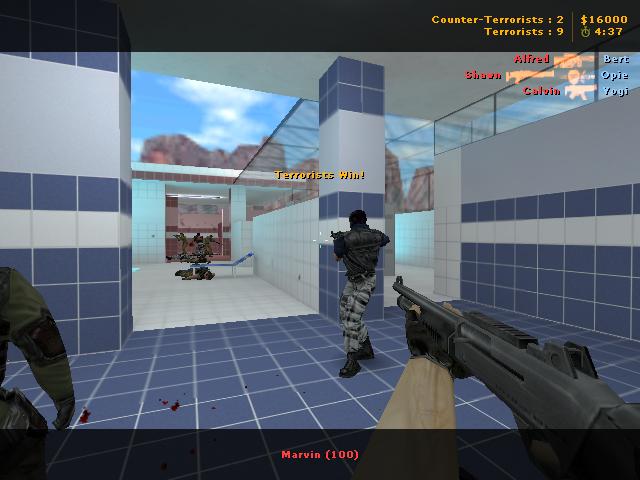 Counter-Terrorists : 2 $16000
Terrorists : 9 4:37
Alfred Bert
Shawn Opie
Calvin Yogi
Terrorists Win!
Marvin (100)